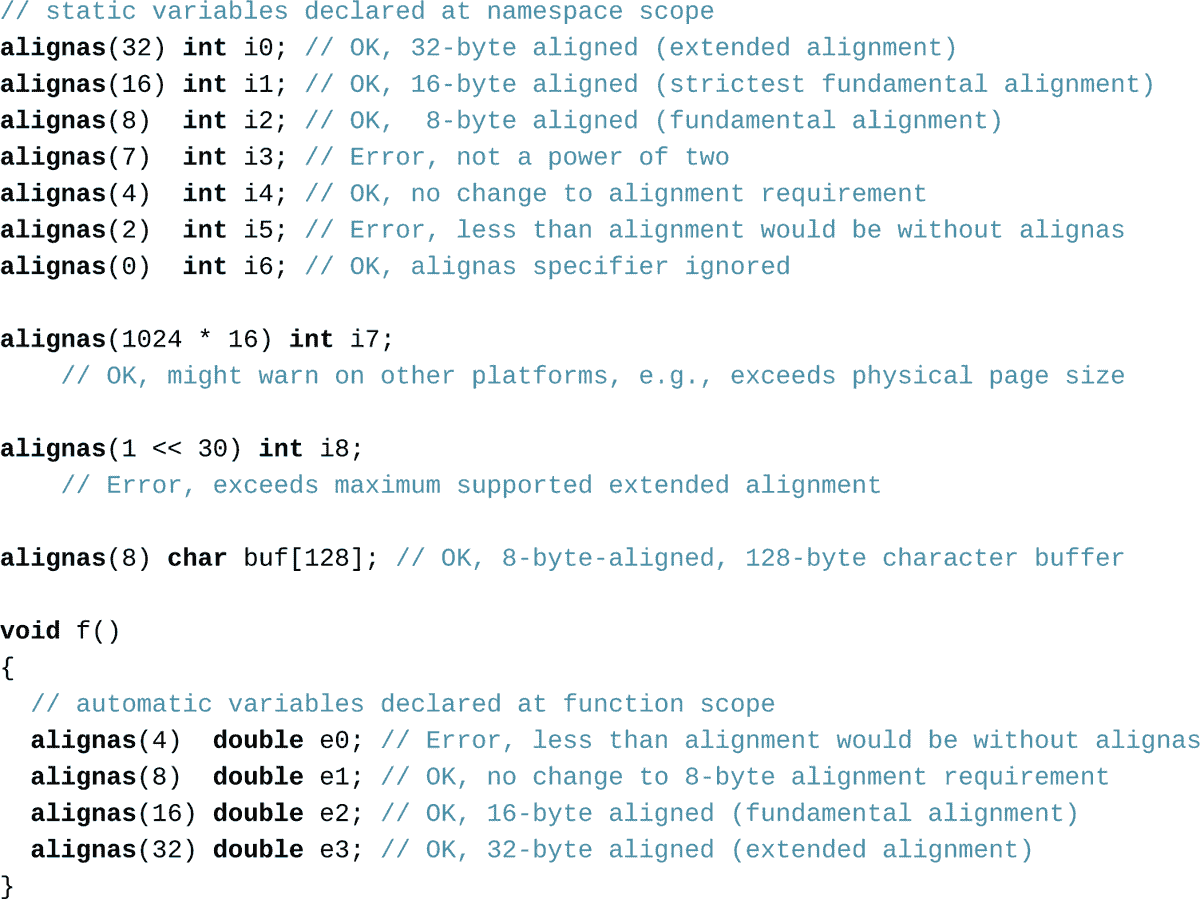 // static variables declared at namespace scope
alignas(32) int i0; // OK, 32-byte aligned (extended alignment)
alignas(16) int i1; // OK, 16-byte aligned (strictest fundamental alignment)
alignas(8)  int i2; // OK,  8-byte aligned (fundamental alignment)
alignas(7)  int i3; // Error, not a power of two
alignas(4)  int i4; // OK, no change to alignment requirement
alignas(2)  int i5; // Error, less than alignment would be without alignas
alignas(0)  int i6; // OK, alignas specifier ignored

alignas(1024 * 16) int i7;
    // OK, might warn on other platforms, e.g., exceeds physical page size

alignas(1 << 30) int i8;
    // Error, exceeds maximum supported extended alignment

alignas(8) char buf[128]; // OK, 8-byte-aligned, 128-byte character buffer

void f()
{
  // automatic variables declared at function scope
  alignas(4)  double e0; // Error, less than alignment would be without alignas
  alignas(8)  double e1; // OK, no change to 8-byte alignment requirement
  alignas(16) double e2; // OK, 16-byte aligned (fundamental alignment)
  alignas(32) double e3; // OK, 32-byte aligned (extended alignment)
}